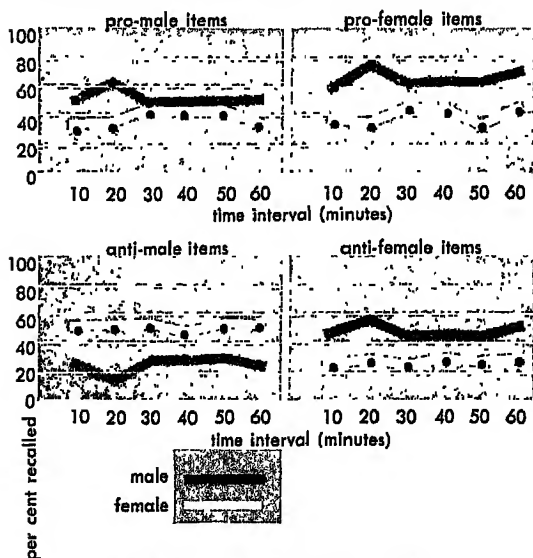 pro-male items pro-female items
100
80
60
40
20
0
10 20 30 40 50 60 10 20 30 40 50 60
time interval (minutes)
anti-male items anti-female items
100
80
60
40
20
0
10 20 30 40 50 60 10 20 30 40 50 60
time interval (minutes)
per cent recalled
male
female